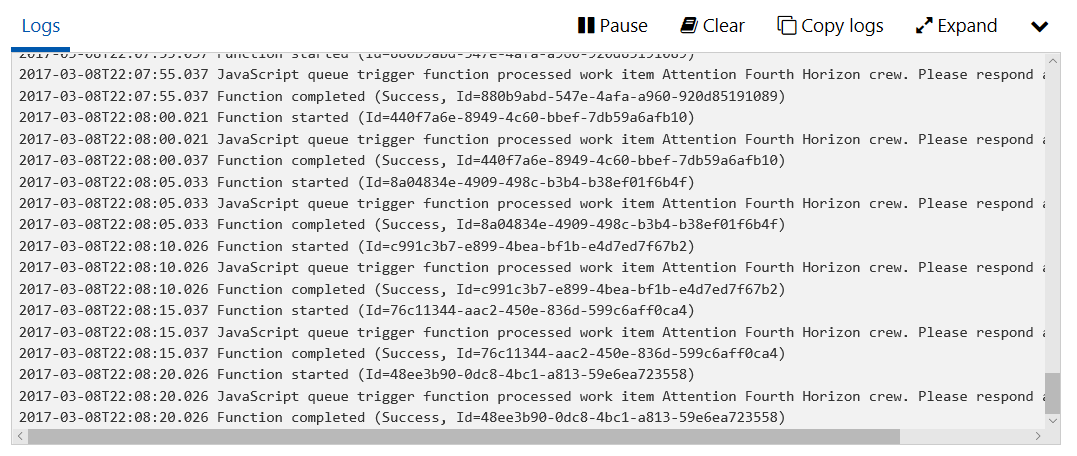 Logs Pause Clear Copy logs Expand
2017-03-08T22:07:55.037 Function started (Id=880b9abd-547e-4afa-a960-920d85191089)
2017-03-08T22:07:55.037 JavaScript queue trigger function processed work item Attention Fourth Horizon crew. Please respond a
2017-03-08T22:07:55.037 Function completed (Success, Id=880b9abd-547e-4afa-a960-920d85191089)
2017-03-08T22:08:00.021 Function started (Id=440f7a6e-8949-4c60-bbef-7db59a6afb10)
2017-03-08T22:08:00.021 JavaScript queue trigger function processed work item Attention Fourth Horizon crew. Please respond a
2017-03-08T22:08:00.037 Function completed (Success, Id=440f7a6e-8949-4c60-bbef-7db59a6afb10)
2017-03-08T22:08:05.033 Function started (Id=8a04834e-4909-498c-b3b4-b38ef01f6b4f)
2017-03-08T22:08:05.033 JavaScript queue trigger function processed work item Attention Fourth Horizon crew. Please respond a
2017-03-08T22:08:05.033 Function completed (Success, Id=8a04834e-4909-498c-b3b4-b38ef01f6b4f)
2017-03-08T22:08:10.026 Function started (Id=c991c3b7-e899-4bea-bf1b-e4d7ed7f67b2)
2017-03-08T22:08:10.026 JavaScript queue trigger function processed work item Attention Fourth Horizon crew. Please respond a
2017-03-08T22:08:10.026 Function completed (Success, Id=c991c3b7-e899-4bea-bf1b-e4d7ed7f67b2)
2017-03-08T22:08:15.037 Function started (Id=76c11344-aac2-450e-836d-599c6aff0ca4)
2017-03-08T22:08:15.037 JavaScript queue trigger function processed work item Attention Fourth Horizon crew. Please respond a
2017-03-08T22:08:15.037 Function completed (Success, Id=76c11344-aac2-450e-836d-599c6aff0ca4)
2017-03-08T22:08:20.026 Function started (Id=48ee3b90-0dc8-4bc1-a813-59e6ea723558)
2017-03-08T22:08:20.026 JavaScript queue trigger function processed work item Attention Fourth Horizon crew. Please respond a
2017-03-08T22:08:20.026 Function completed (Success, Id=48ee3b90-0dc8-4bc1-a813-59e6ea723558)